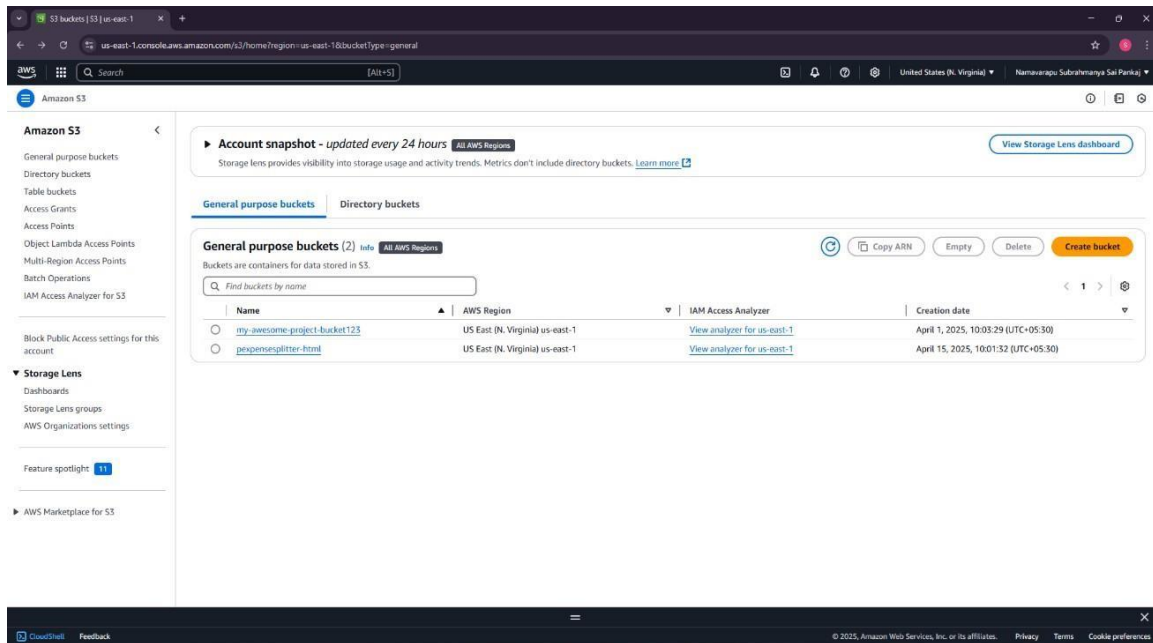 S3 buckets | S3 | us-east-1
us-east-1.console.aws.amazon.com/s3/home?region=us-east-1&bucketType=general
S
aws
Search
[Alt+S]
United States (N. Virginia)
Namavarapu Subrahmanya Sai Pankaj
Amazon S3
Amazon S3
General purpose buckets
Directory buckets
Table buckets
Access Grants
Access Points
Object Lambda Access Points
Multi-Region Access Points
Batch Operations
IAM Access Analyzer for S3
Block Public Access settings for this
account
Storage Lens
Dashboards
Storage Lens groups
AWS Organizations settings
Feature spotlight 11
AWS Marketplace for S3
Account snapshot - updated every 24 hours All AWS Regions
Storage lens provides visibility into storage usage and activity trends. Metrics don't include directory buckets. Learn more
View Storage Lens dashboard
General purpose buckets
Directory buckets
General purpose buckets (2) Info All AWS Regions
Buckets are containers for data stored in S3.
Copy ARN
Empty
Delete
Create bucket
Find buckets by name
1
Name AWS Region IAM Access Analyzer Creation date
my-awesome-project-bucket123 US East (N. Virginia) us-east-1 View analyzer for us-east-1 April 1, 2025, 10:03:29 (UTC+05:30)
pexpensesplitter-html US East (N. Virginia) us-east-1 View analyzer for us-east-1 April 15, 2025, 10:01:32 (UTC+05:30)
CloudShell Feedback © 2025, Amazon Web Services, Inc. or its affiliates. Privacy Terms Cookie preferences